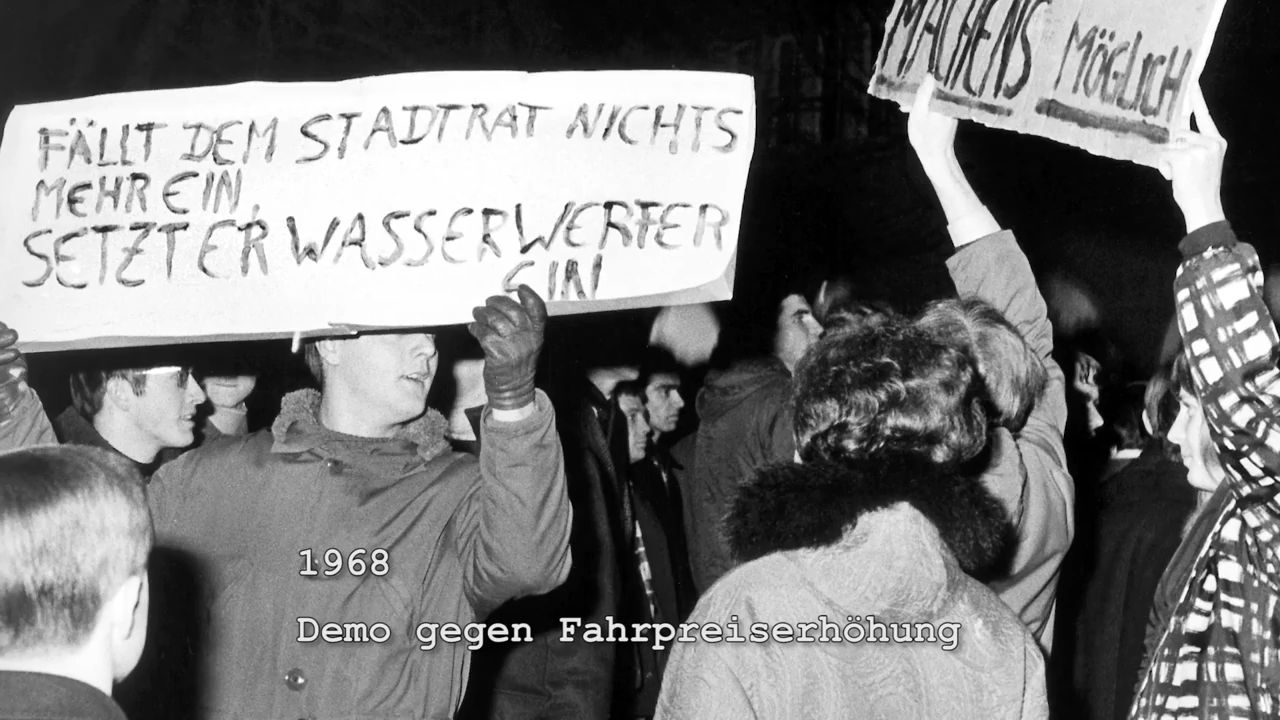 FÄLLT DEM STADTRAT NICHTS
MEHR EIN,
SETZT ER WASSERWERFER
EIN
MACHENS MÖGLICH
1968
Demo gegen Fahrpreiserhöhung